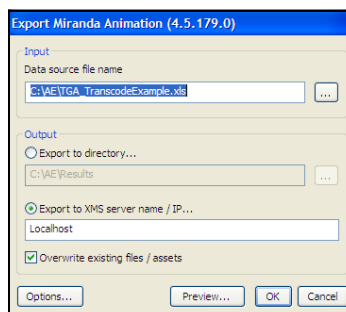 Export Miranda Animation (4.5.179.0)
Input
Data source file name
C:\AE\TGA_TranscodeExample.xls
...
Output
Export to directory...
C:\AE\Results
...
Export to XMS server name / IP...
Localhost
Overwrite existing files / assets
Options... Preview... OK Cancel